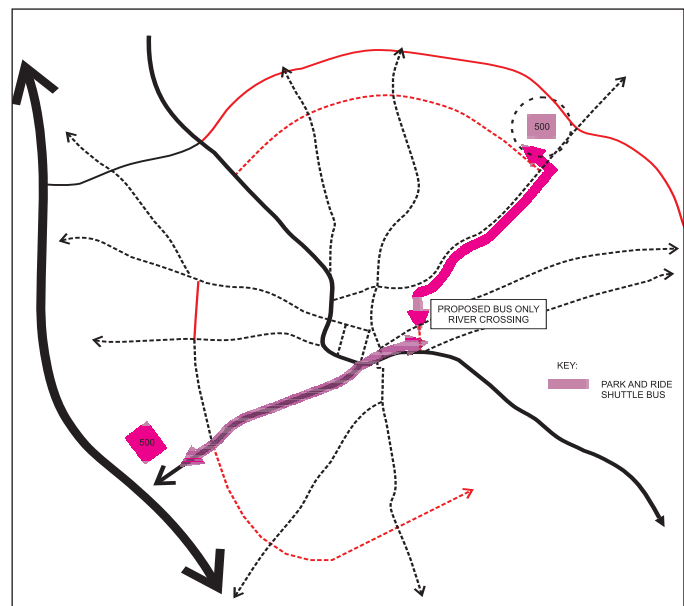 500
PROPOSED BUS ONLY
RIVER CROSSING
KEY:
PARK AND RIDE
SHUTTLE BUS
500